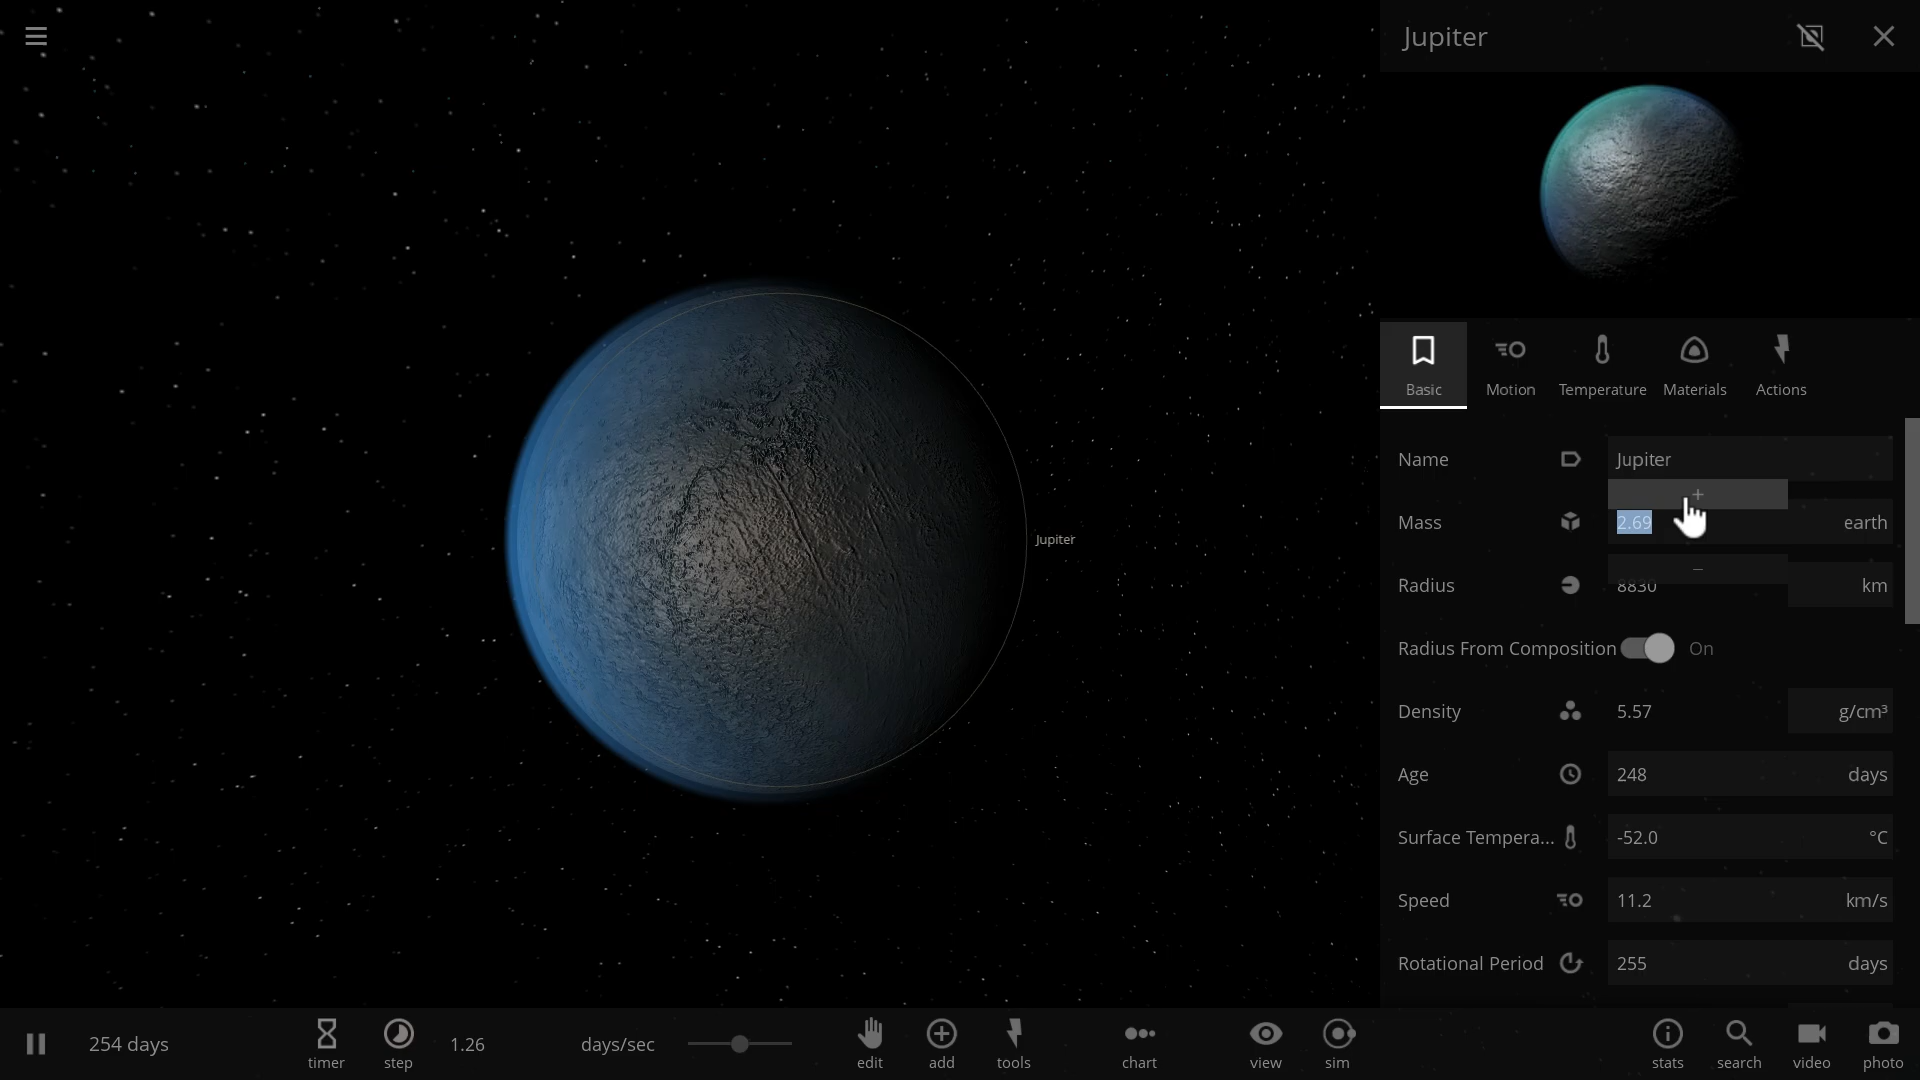 Jupiter
Basic
Motion
Temperature
Materials
Actions
Name
Jupiter
+
Mass
2.69
earth
–
Radius
8830
km
Radius From Composition
On
Density
5.57
g/cm³
Age
248
days
Surface Tempera...
-52.0
°C
Speed
11.2
km/s
Rotational Period
255
days
Jupiter
254 days
timer
step
1.26
days/sec
edit
add
tools
chart
view
sim
stats
search
video
photo